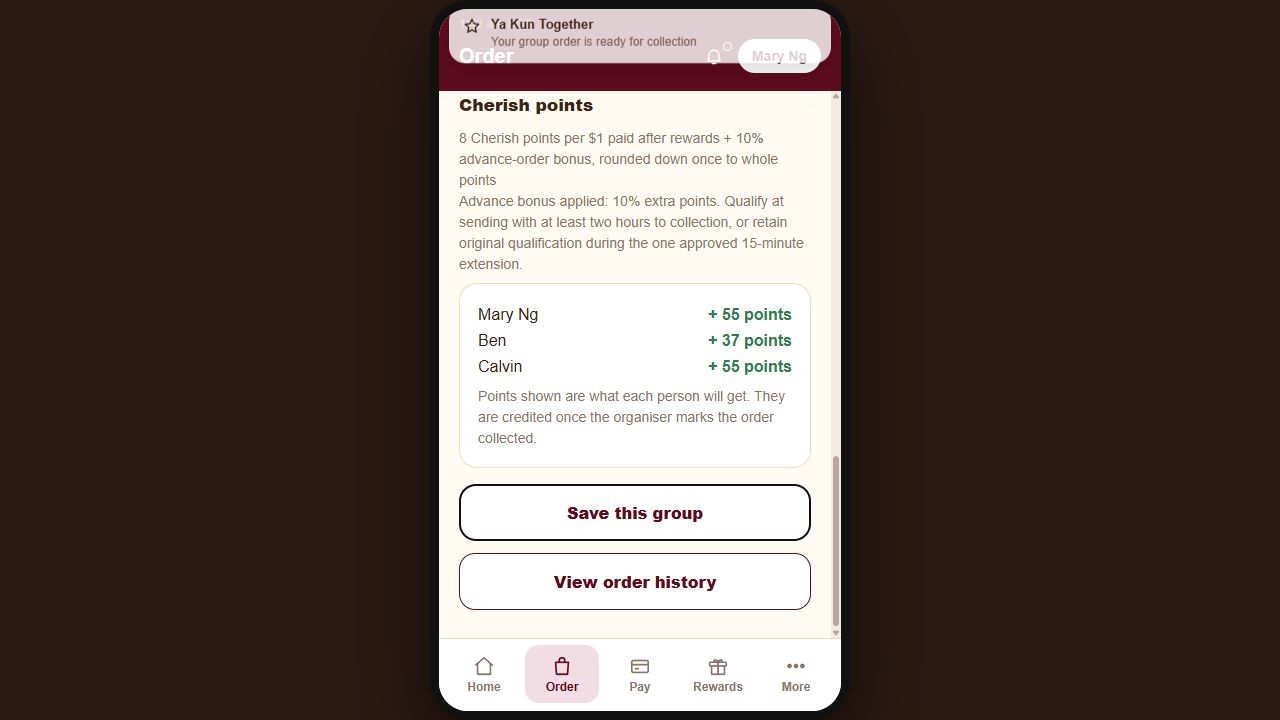 Ya Kun Together
Your group order is ready for collection
Order
Mary Ng
Cherish points
8 Cherish points per $1 paid after rewards + 10%
advance-order bonus, rounded down once to whole
points
Advance bonus applied: 10% extra points. Qualify at
sending with at least two hours to collection, or retain
original qualification during the one approved 15-minute
extension.
Mary Ng + 55 points
Ben + 37 points
Calvin + 55 points
Points shown are what each person will get. They
are credited once the organiser marks the order
collected.
Save this group
View order history
Home Order Pay Rewards More